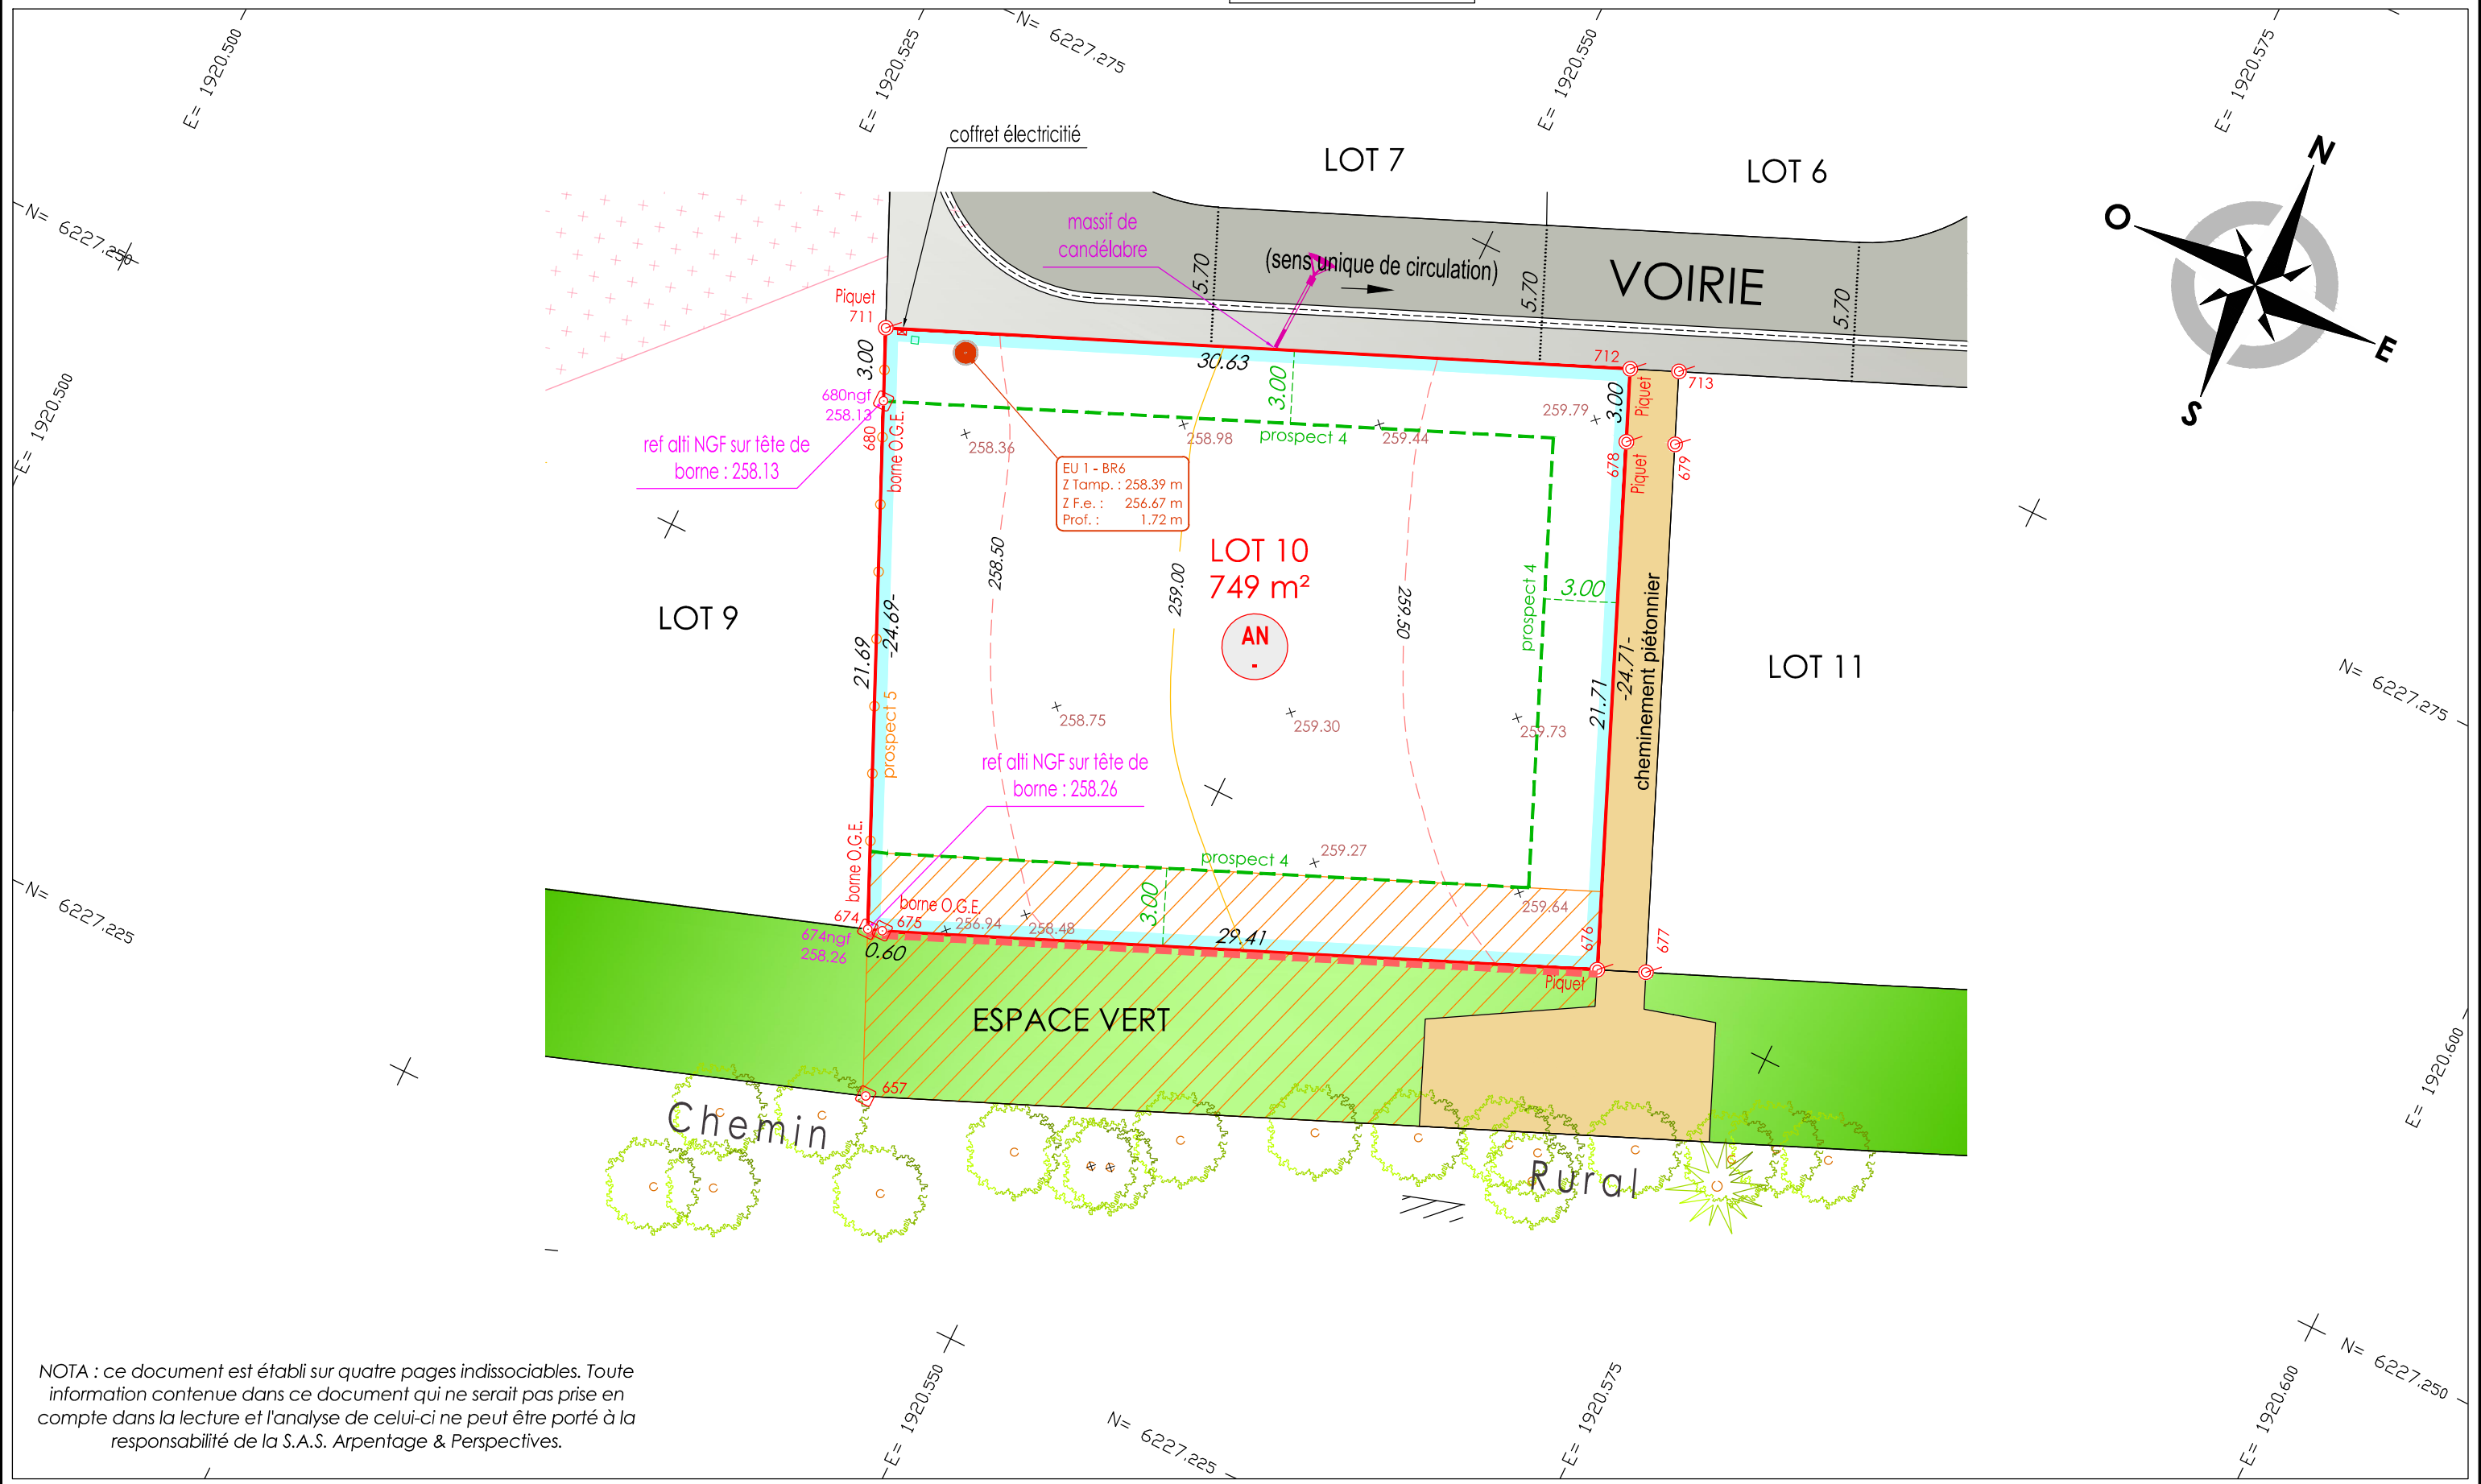 E= 1920.500
E= 1920.525
N= 6227.275
E= 1920.550
E= 1920.575
coffret électricitié
LOT 7
LOT 6
N
O
E
S
N= 6227.250
massif de
candélabre
5.70
(sens unique de circulation)
5.70
VOIRIE
5.70
Piquet
711
3.00
30.63
3.00
712
713
3.00
Piquet
E= 1920.500
680ngf
258.13
680
borne O.G.E.
ref alti NGF sur tête de
borne : 258.13
258.36
258.98
prospect 4
259.44
259.79
678
Piquet
679
EU 1 - BR6
Z Tamp. : 258.39 m
Z F.e. : 256.67 m
Prof. : 1.72 m
258.50
259.00
LOT 10
749 m²
AN
-
259.50
prospect 4
3.00
LOT 9
21.69
-24.69-
prospect 5
21.71
-24.71-
cheminement piétonnier
LOT 11
N= 6227.275
258.75
259.30
259.73
ref alti NGF sur tête de
borne : 258.26
borne O.G.E.
prospect 4
259.27
3.00
259.64
N= 6227.225
674
borne O.G.E.
675
256.94
258.48
674ngf
258.26
0.60
29.41
676
677
Piquet
ESPACE VERT
E= 1920.600
657
Chemin
Rural
NOTA : ce document est établi sur quatre pages indissociables. Toute
information contenue dans ce document qui ne serait pas prise en
compte dans la lecture et l'analyse de celui-ci ne peut être porté à la
responsabilité de la S.A.S. Arpentage & Perspectives.
E= 1920.550
N= 6227.225
E= 1920.575
E= 1920.600
N= 6227.250